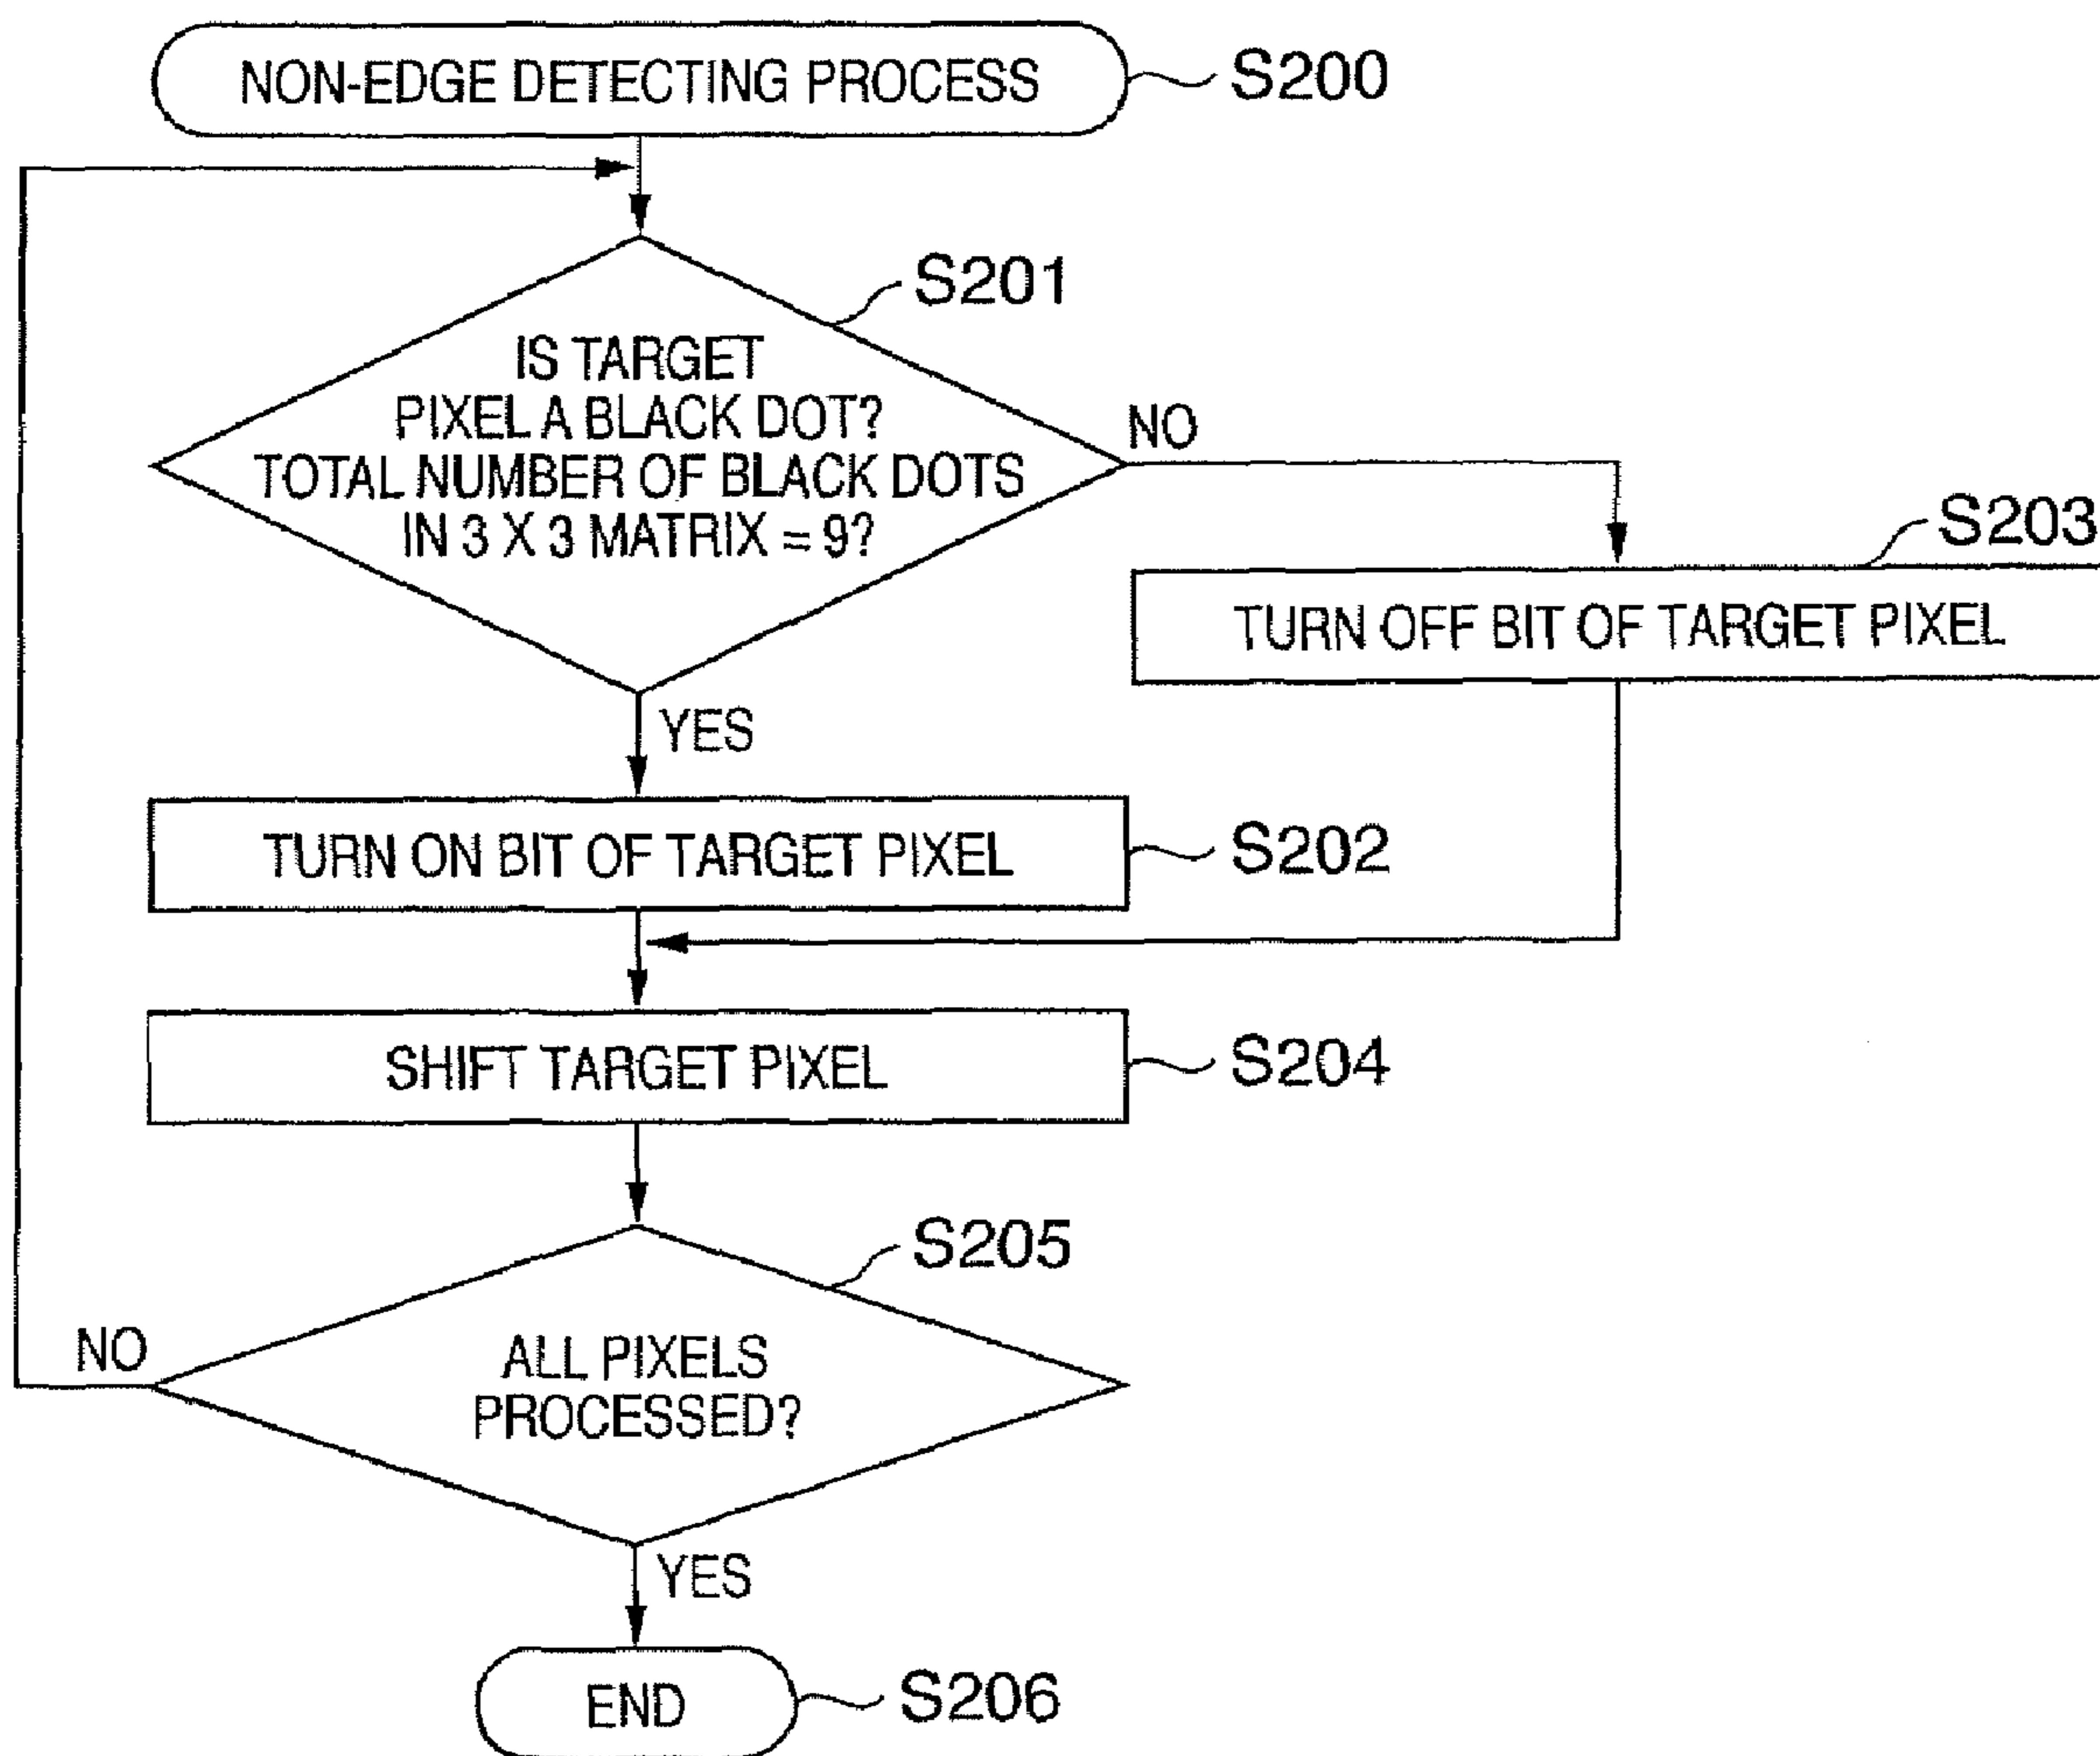 NON-EDGE DETECTING PROCESS
S200
S201
IS TARGET
PIXEL A BLACK DOT?
TOTAL NUMBER OF BLACK DOTS
IN 3 X 3 MATRIX = 9?
NO
S203
TURN OFF BIT OF TARGET PIXEL
YES
TURN ON BIT OF TARGET PIXEL
S202
SHIFT TARGET PIXEL
S204
S205
NO
ALL PIXELS
PROCESSED?
YES
END
S206